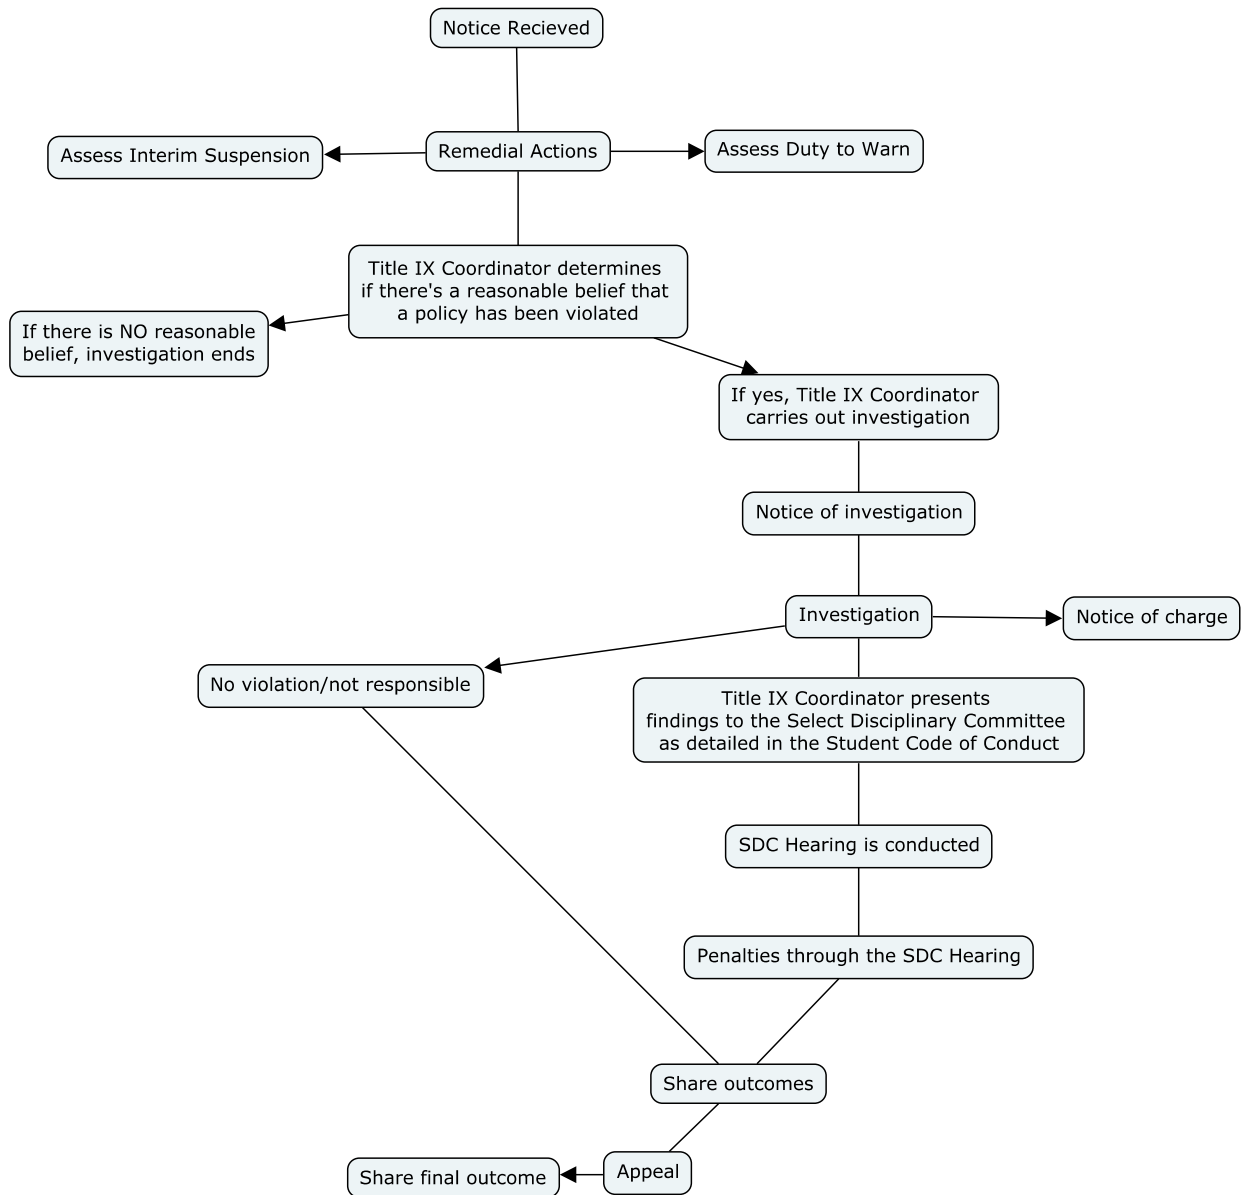 Notice Recieved
Assess Interim Suspension
Remedial Actions
Assess Duty to Warn
Title IX Coordinator determines
if there's a reasonable belief that
a policy has been violated
If there is NO reasonable
belief, investigation ends
If yes, Title IX Coordinator
carries out investigation
Notice of investigation
Investigation
Notice of charge
No violation/not responsible
Title IX Coordinator presents
findings to the Select Disciplinary Committee
as detailed in the Student Code of Conduct
SDC Hearing is conducted
Penalties through the SDC Hearing
Share outcomes
Appeal
Share final outcome